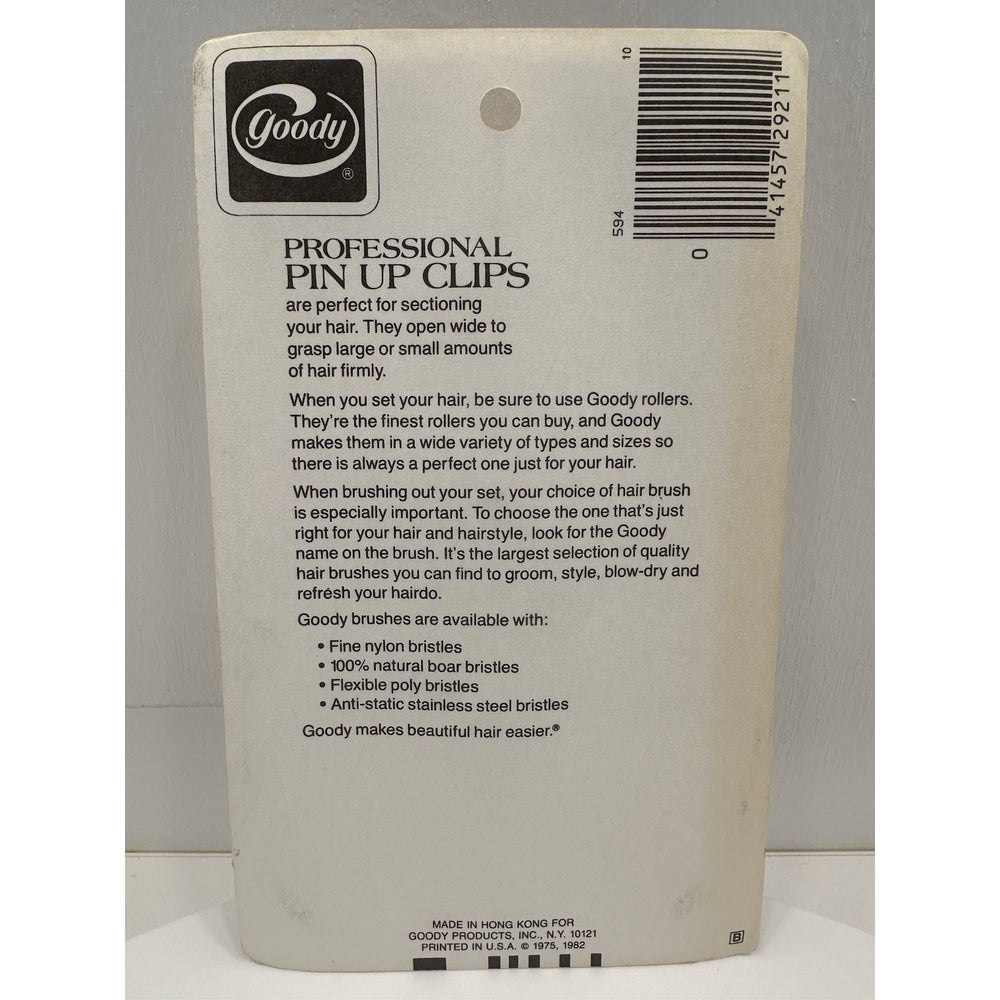 goody
®
10
41457 29211
594
0
PROFESSIONAL
PIN UP CLIPS
are perfect for sectioning
your hair. They open wide to
grasp large or small amounts
of hair firmly.
When you set your hair, be sure to use Goody rollers.
They're the finest rollers you can buy, and Goody
makes them in a wide variety of types and sizes so
there is always a perfect one just for your hair.
When brushing out your set, your choice of hair brush
is especially important. To choose the one that's just
right for your hair and hairstyle, look for the Goody
name on the brush. It's the largest selection of quality
hair brushes you can find to groom, style, blow-dry and
refresh your hairdo.
Goody brushes are available with:
• Fine nylon bristles
• 100% natural boar bristles
• Flexible poly bristles
• Anti-static stainless steel bristles
Goody makes beautiful hair easier.®
MADE IN HONG KONG FOR
GOODY PRODUCTS, INC., N.Y. 10121
PRINTED IN U.S.A. © 1975, 1982
B